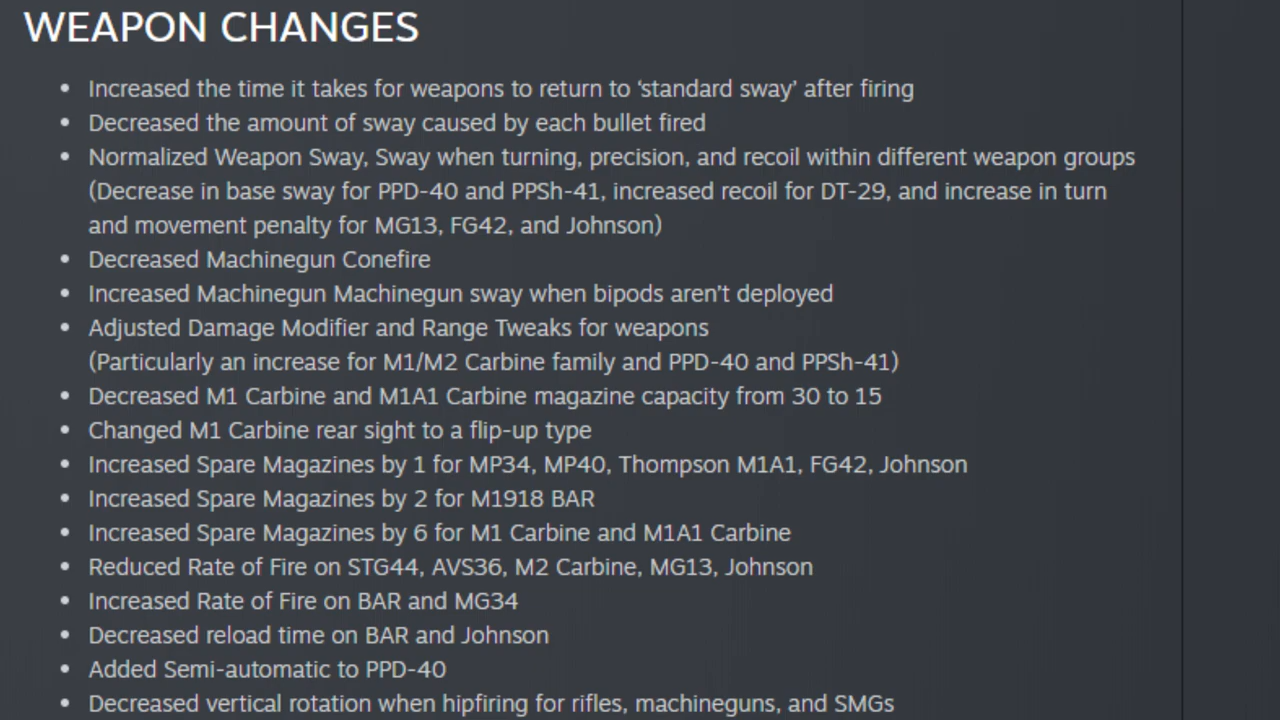 WEAPON CHANGES
• Increased the time it takes for weapons to return to ‘standard sway’ after firing
• Decreased the amount of sway caused by each bullet fired
• Normalized Weapon Sway, Sway when turning, precision, and recoil within different weapon groups
(Decrease in base sway for PPD-40 and PPSh-41, increased recoil for DT-29, and increase in turn
and movement penalty for MG13, FG42, and Johnson)
• Decreased Machinegun Conefire
• Increased Machinegun Machinegun sway when bipods aren’t deployed
• Adjusted Damage Modifier and Range Tweaks for weapons
(Particularly an increase for M1/M2 Carbine family and PPD-40 and PPSh-41)
• Decreased M1 Carbine and M1A1 Carbine magazine capacity from 30 to 15
• Changed M1 Carbine rear sight to a flip-up type
• Increased Spare Magazines by 1 for MP34, MP40, Thompson M1A1, FG42, Johnson
• Increased Spare Magazines by 2 for M1918 BAR
• Increased Spare Magazines by 6 for M1 Carbine and M1A1 Carbine
• Reduced Rate of Fire on STG44, AVS36, M2 Carbine, MG13, Johnson
• Increased Rate of Fire on BAR and MG34
• Decreased reload time on BAR and Johnson
• Added Semi-automatic to PPD-40
• Decreased vertical rotation when hipfiring for rifles, machineguns, and SMGs